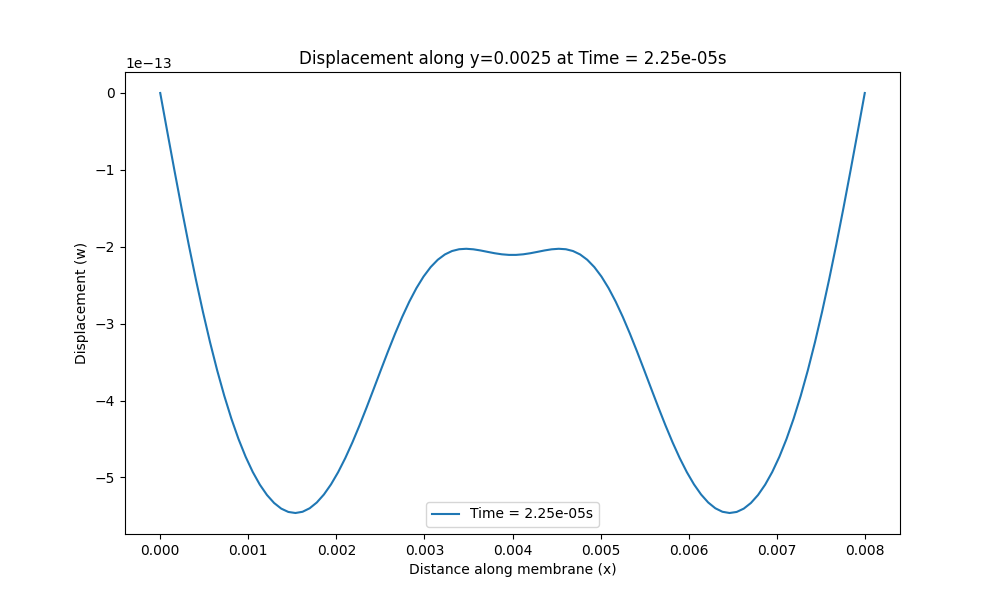 Displacement along y=0.0025 at Time = 2.25e-05s
1e−13
0
−1
−2
−3
−4
−5
Displacement (w)
Time = 2.25e-05s
0.000 0.001 0.002 0.003 0.004 0.005 0.006 0.007 0.008
Distance along membrane (x)